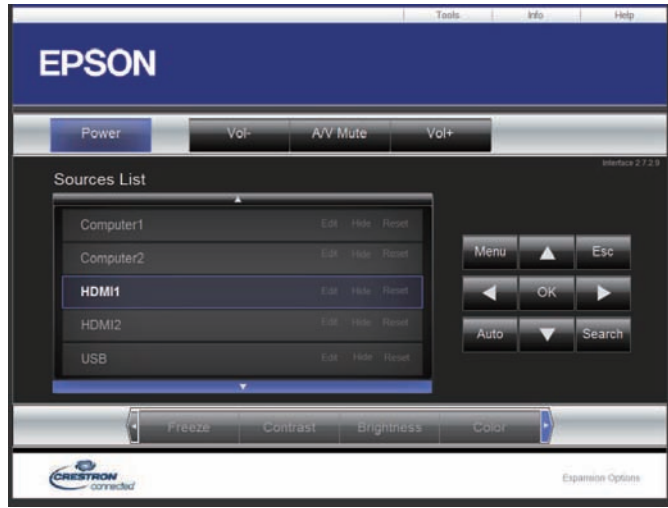 Tools Info Help
EPSON
Power Vol- A/V Mute Vol+
Interface 2.7.2.9
Sources List
Computer1 Edit Hide Reset
Computer2 Edit Hide Reset
HDMI1 Edit Hide Reset
HDMI2 Edit Hide Reset
USB Edit Hide Reset
Menu Esc
OK
Auto Search
Freeze Contrast Brightness Color
CRESTRON
connected
Expansion Options